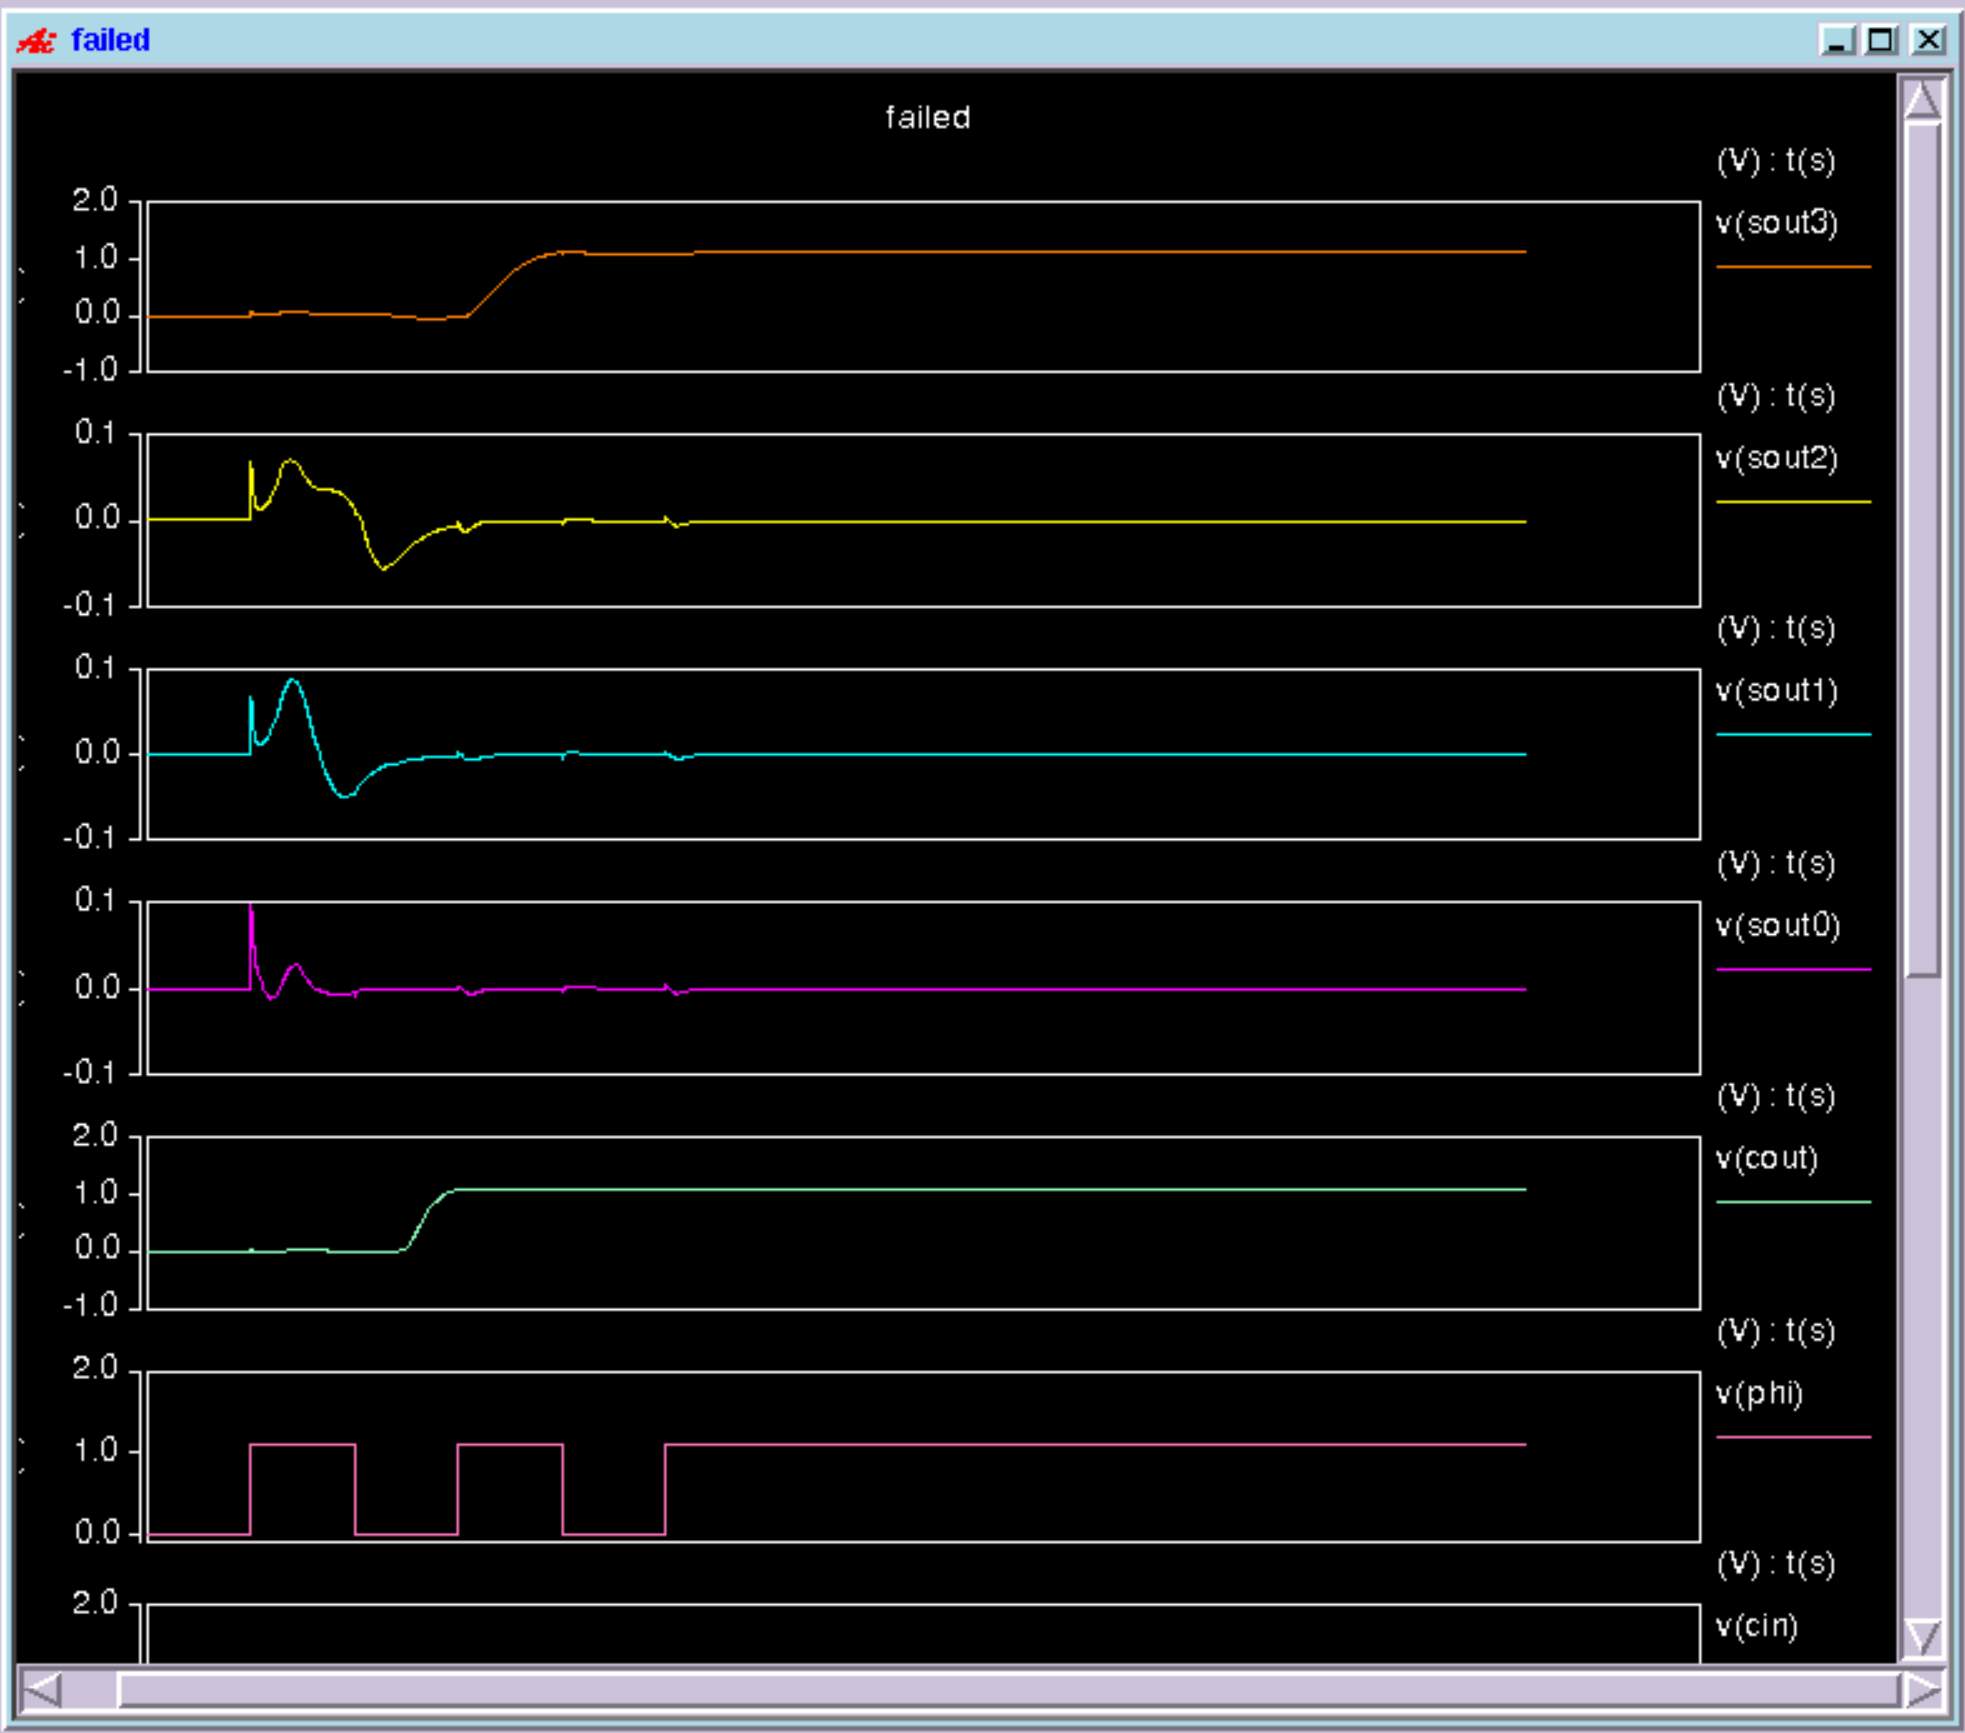 failed
failed
(V) : t(s)
2.0
v(sout3)
1.0
0.0
-1.0
(V) : t(s)
0.1
v(sout2)
0.0
-0.1
(V) : t(s)
0.1
v(sout1)
0.0
-0.1
(V) : t(s)
0.1
v(sout0)
0.0
-0.1
(V) : t(s)
2.0
v(cout)
1.0
0.0
-1.0
(V) : t(s)
2.0
v(phi)
1.0
0.0
(V) : t(s)
2.0
v(cin)